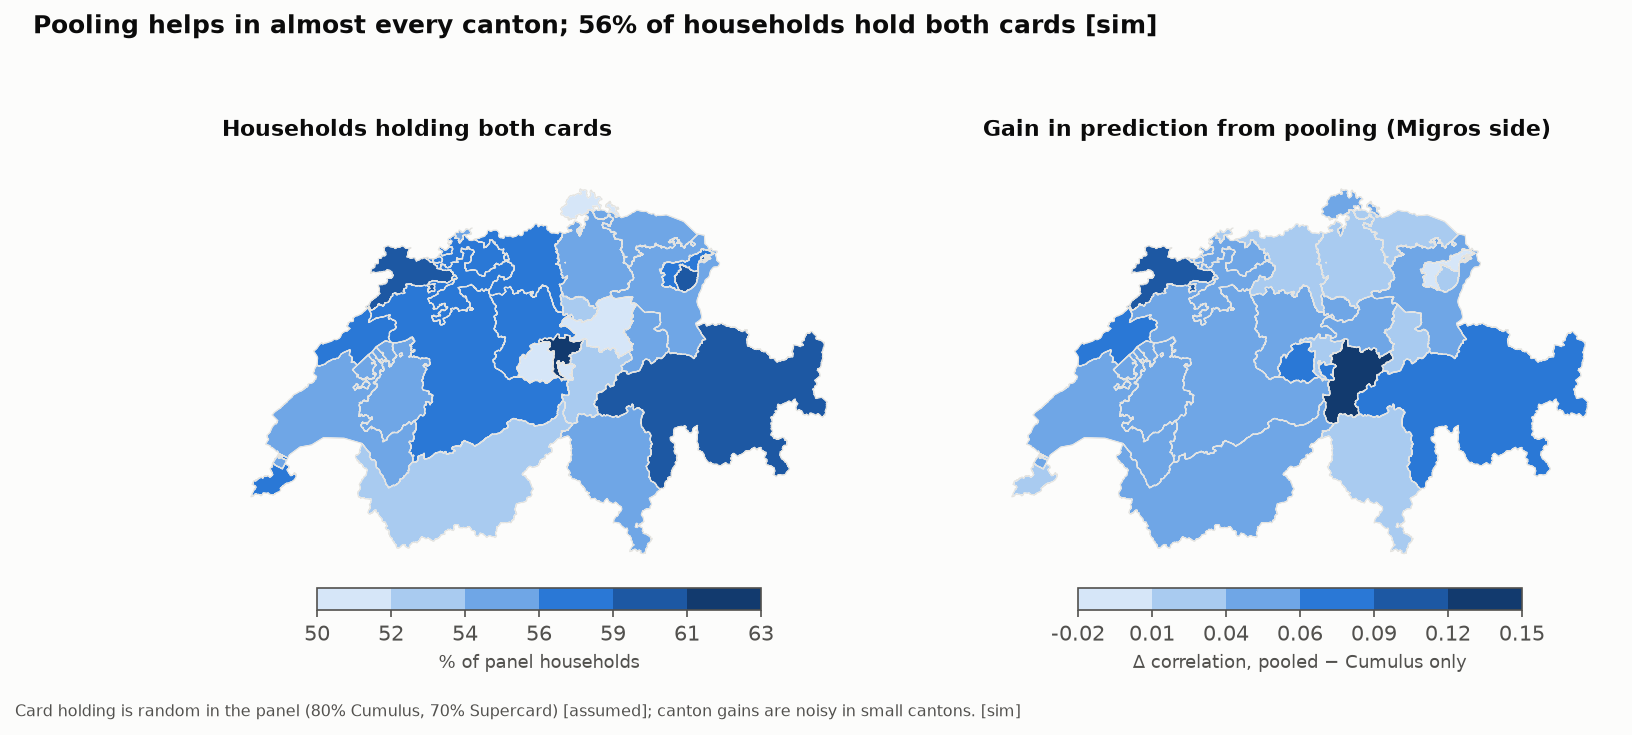 Pooling helps in almost every canton; 56% of households hold both cards [sim]
Households holding both cards
Gain in prediction from pooling (Migros side)
50 52 54 56 59 61 63
% of panel households
-0.02 0.01 0.04 0.06 0.09 0.12 0.15
Δ correlation, pooled − Cumulus only
Card holding is random in the panel (80% Cumulus, 70% Supercard) [assumed]; canton gains are noisy in small cantons. [sim]